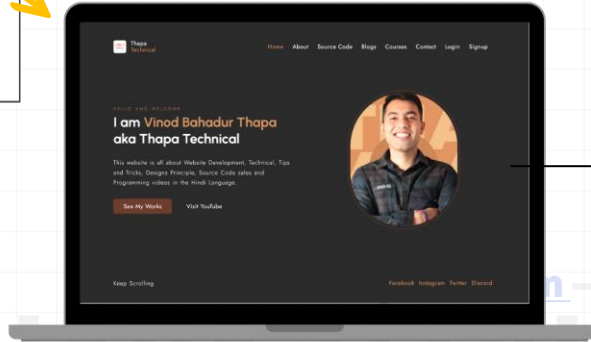 Thapa
Technical
Home About Source Code Blogs Courses Contact Login Signup
HELLO AND WELCOME
I am Vinod Bahadur Thapa
aka Thapa Technical
This website is all about Website Development, Technical, Tips
and Tricks, Designs Principle, Source Code sales and
Programming videos in the Hindi Language.
See My Works Visit YouTube
Keep Scrolling
Facebook Instagram Twitter Discord